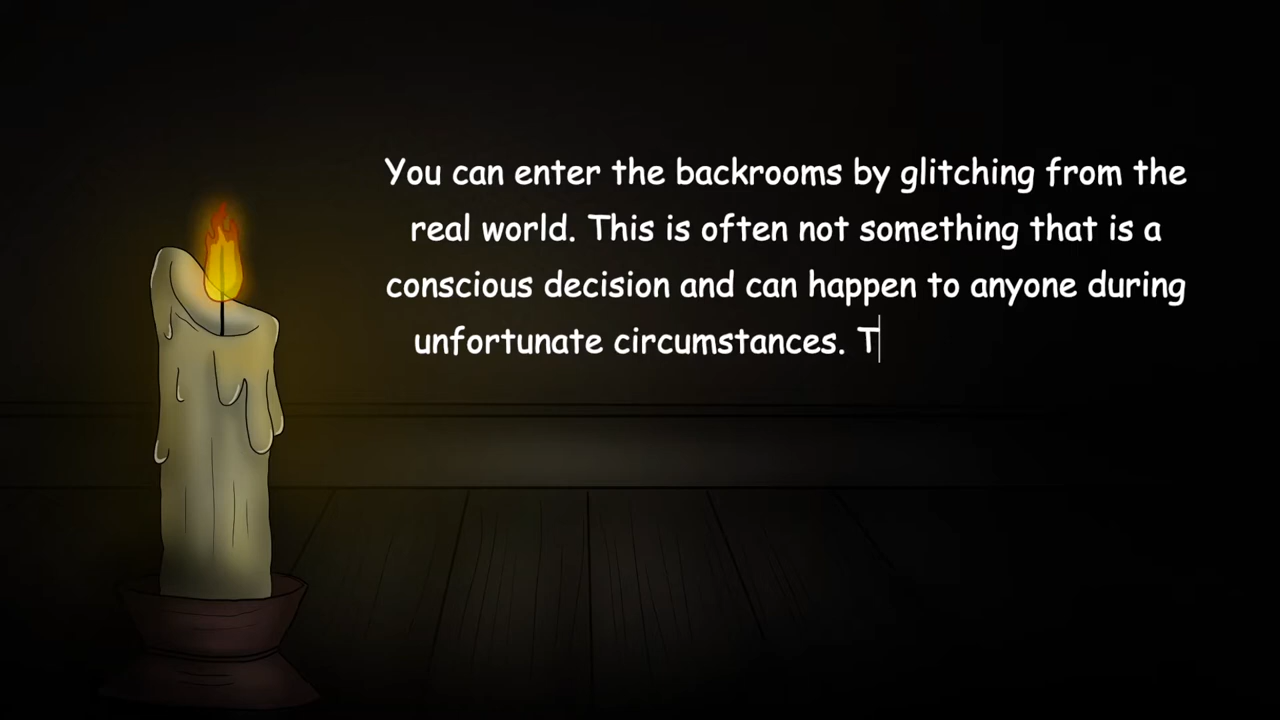 You can enter the backrooms by glitching from the
real world. This is often not something that is a
conscious decision and can happen to anyone during
unfortunate circumstances. T